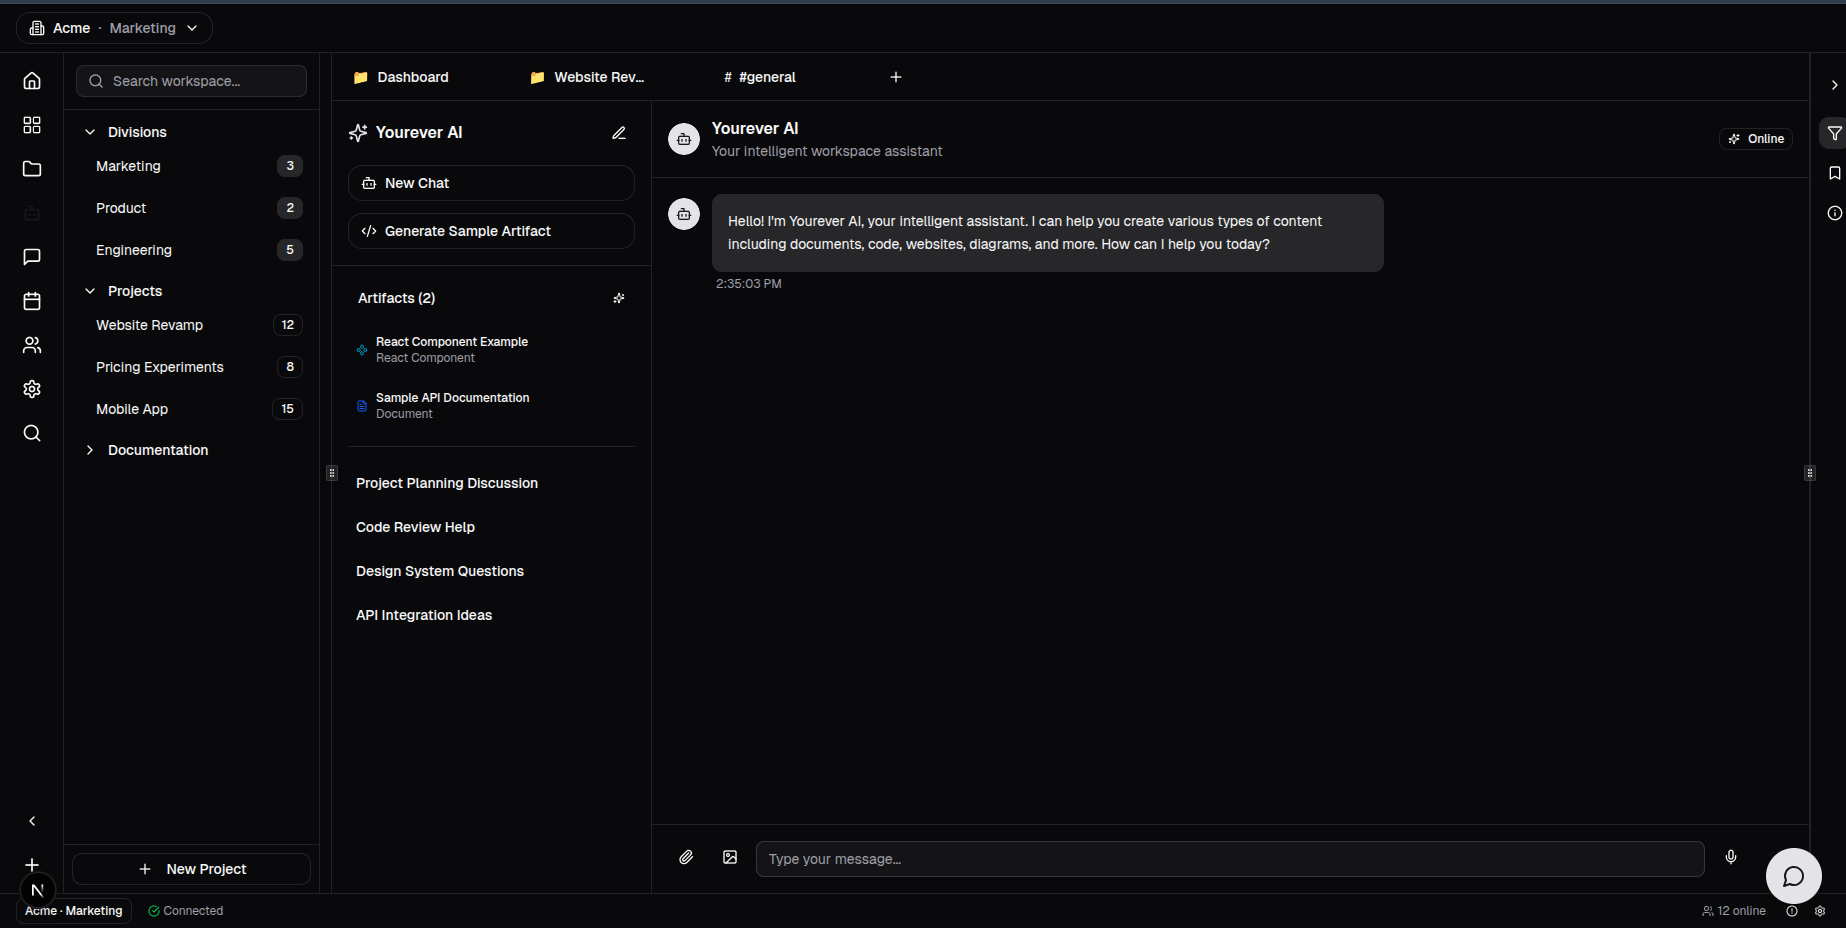 Acme · Marketing
Search workspace...
Divisions
Marketing 3
Product 2
Engineering 5
Projects
Website Revamp 12
Pricing Experiments 8
Mobile App 15
Documentation
New Project
Dashboard
Website Rev...
# #general
Yourever AI
New Chat
Generate Sample Artifact
Artifacts (2)
React Component Example
React Component
Sample API Documentation
Document
Project Planning Discussion
Code Review Help
Design System Questions
API Integration Ideas
Yourever AI
Your intelligent workspace assistant
Online
Hello! I'm Yourever AI, your intelligent assistant. I can help you create various types of content
including documents, code, websites, diagrams, and more. How can I help you today?
2:35:03 PM
Type your message...
N
Acme · Marketing
Connected
12 online